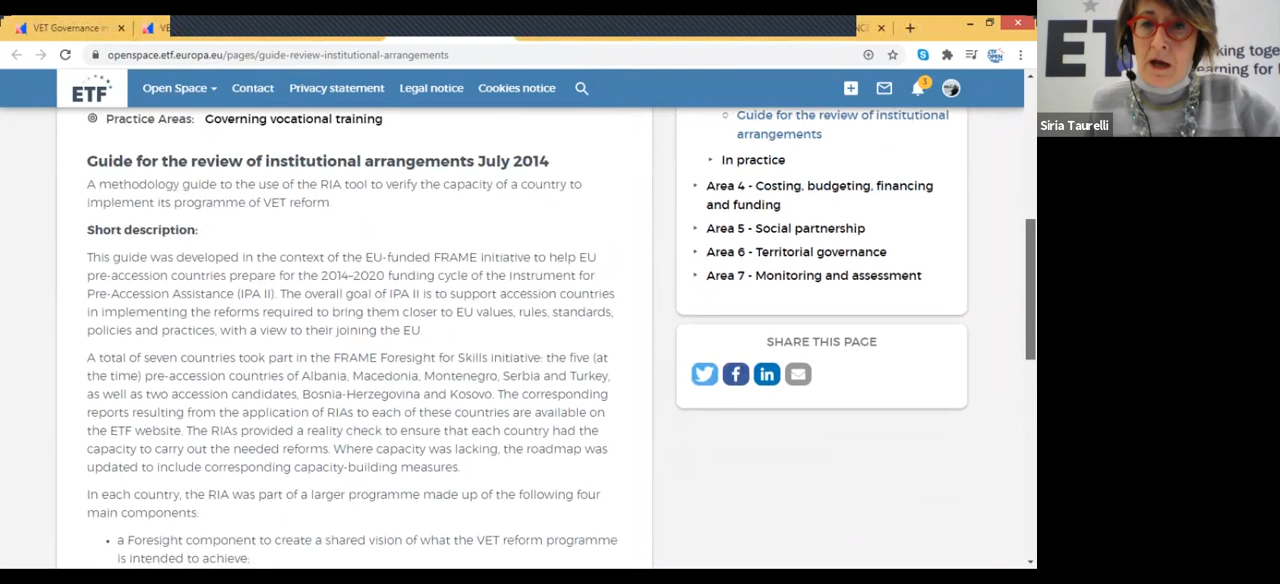 VET Governance in
VE
openspace.etf.europa.eu/pages/guide-review-institutional-arrangements
ETF
Open Space
Contact
Privacy statement
Legal notice
Cookies notice
Practice Areas: Governing vocational training
Guide for the review of institutional arrangements July 2014
A methodology guide to the use of the RIA tool to verify the capacity of a country to
implement its programme of VET reform.
Short description:
This guide was developed in the context of the EU-funded FRAME initiative to help EU
pre-accession countries prepare for the 2014–2020 funding cycle of the Instrument for
Pre-Accession Assistance (IPA II). The overall goal of IPA II is to support accession countries
in implementing the reforms required to bring them closer to EU values, rules, standards,
policies and practices, with a view to their joining the EU
A total of seven countries took part in the FRAME Foresight for Skills initiative: the five (at
the time) pre-accession countries of Albania, Macedonia, Montenegro, Serbia and Turkey,
as well as two accession candidates, Bosnia-Herzegovina and Kosovo. The corresponding
reports resulting from the application of RIAs to each of these countries are available on
the ETF website. The RIAs provided a reality check to ensure that each country had the
capacity to carry out the needed reforms. Where capacity was lacking, the roadmap was
updated to include corresponding capacity-building measures.
In each country, the RIA was part of a larger programme made up of the following four
main components:
• a Foresight component to create a shared vision of what the VET reform programme
is intended to achieve;
Guide for the review of institutional
arrangements
In practice
Area 4 - Costing, budgeting, financing
and funding
Area 5 - Social partnership
Area 6 - Territorial governance
Area 7 - Monitoring and assessment
SHARE THIS PAGE
ET
king toge
earning for
Siria Taurelli